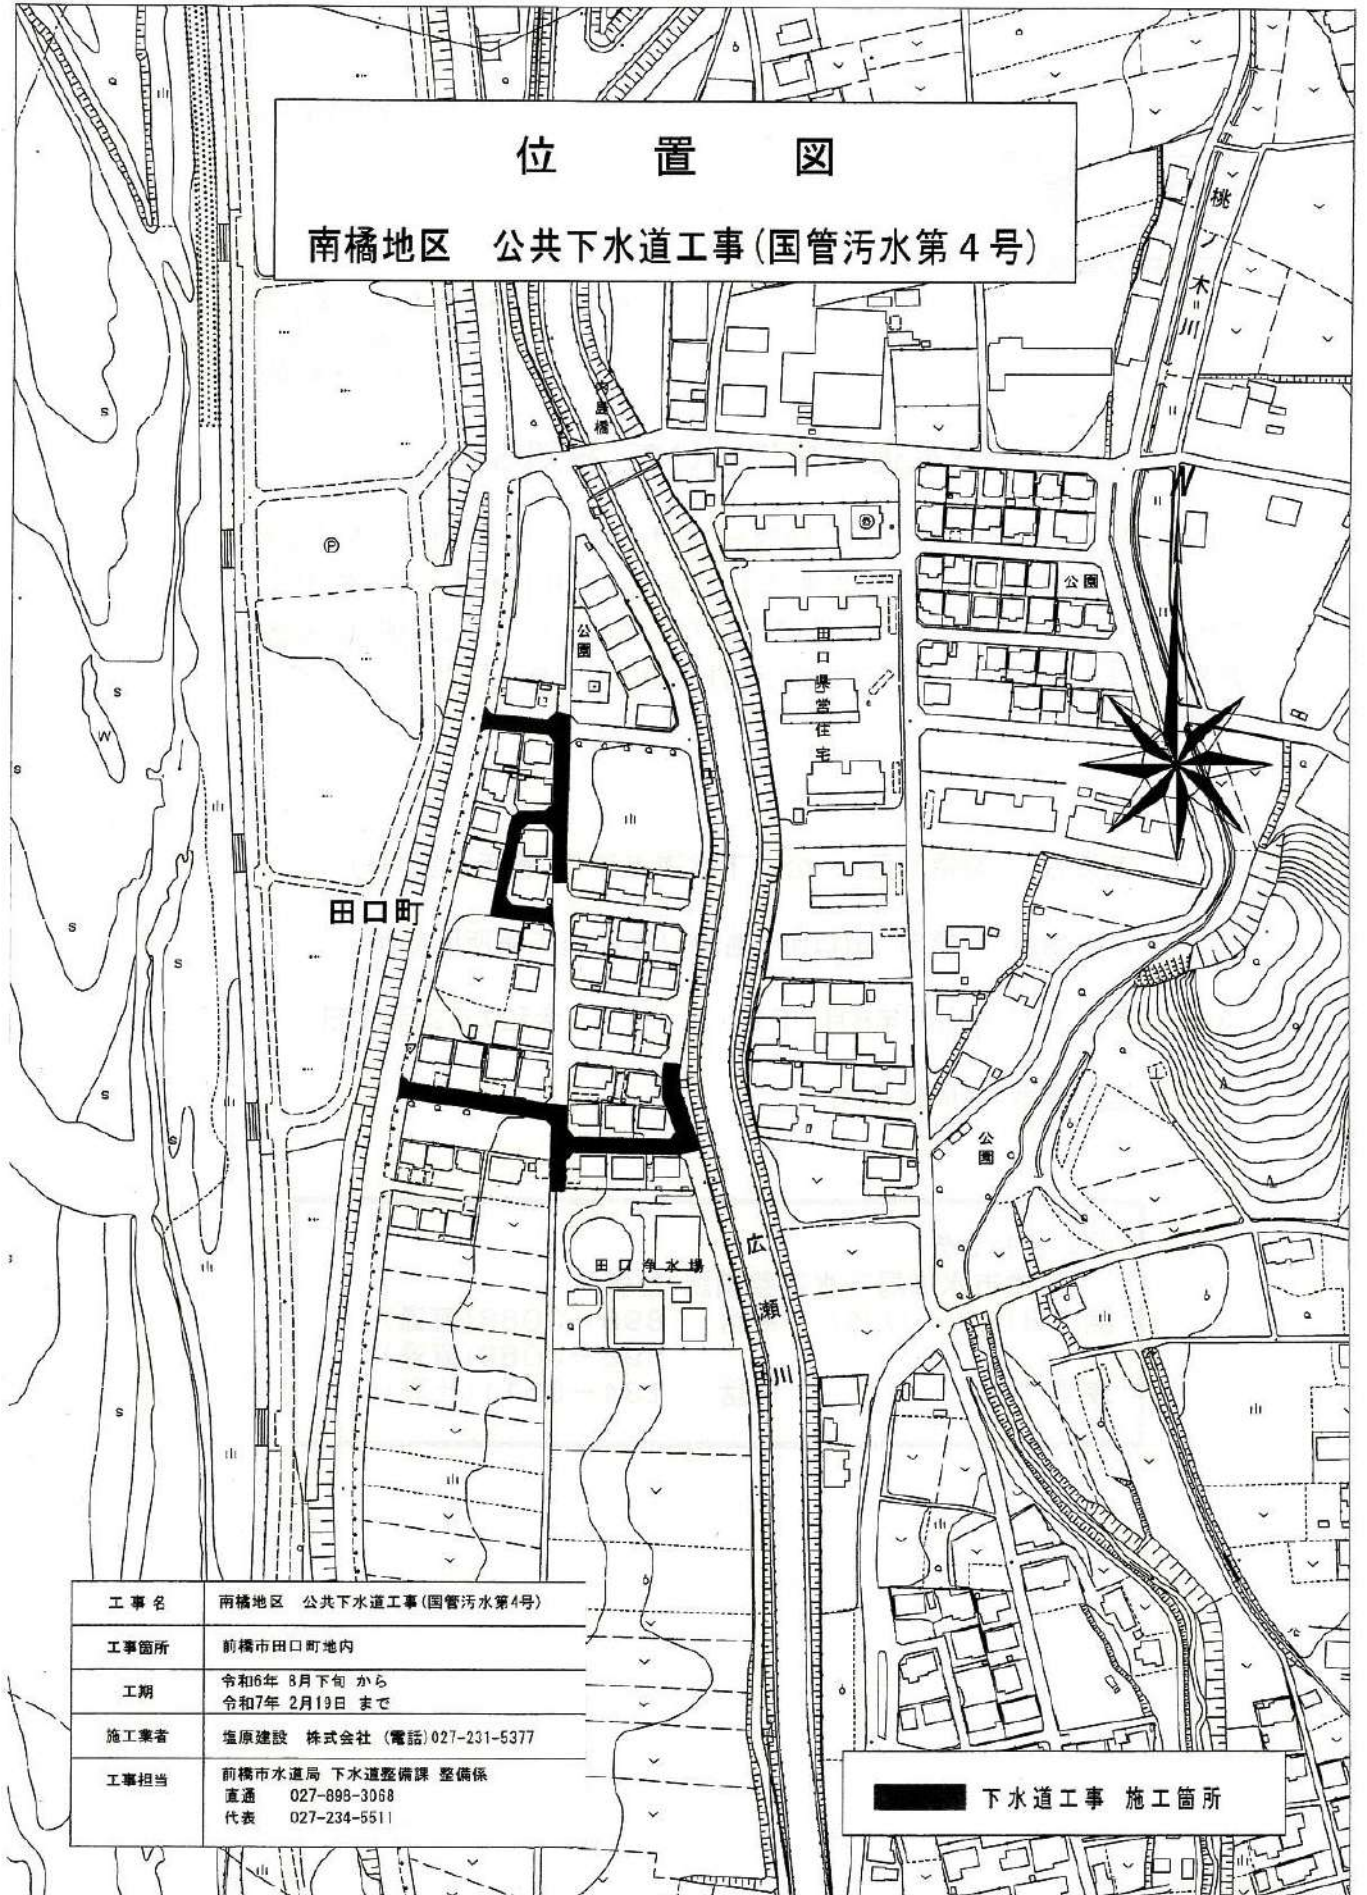 位 置 図
南橘地区 公共下水道工事(国管汚水第4号)
桃ノ木川
N
公園
公園
田口県営住宅
田口町
公園
田口浄水場
広瀬川
工事名 南橘地区 公共下水道工事(国管汚水第4号)
工事箇所 前橋市田口町地内
工期 令和6年 8月下旬 から
令和7年 2月19日 まで
施工業者 塩原建設 株式会社 (電話)027-231-5377
工事担当 前橋市水道局 下水道整備課 整備係
直通 027-898-3068
代表 027-234-5511
下水道工事 施工箇所